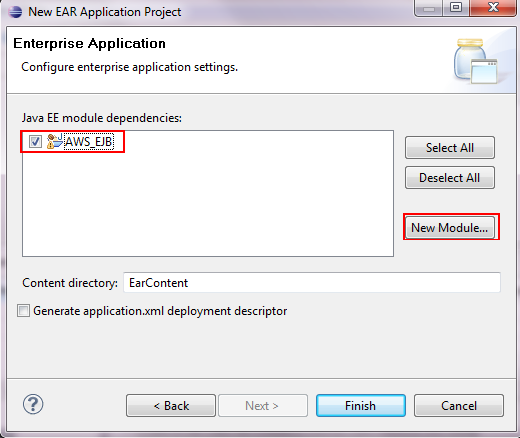 New EAR Application Project
Enterprise Application
Configure enterprise application settings.
Java EE module dependencies:
AWS_EJB
Select All
Deselect All
New Module...
Content directory: EarContent
Generate application.xml deployment descriptor
? < Back Next > Finish Cancel